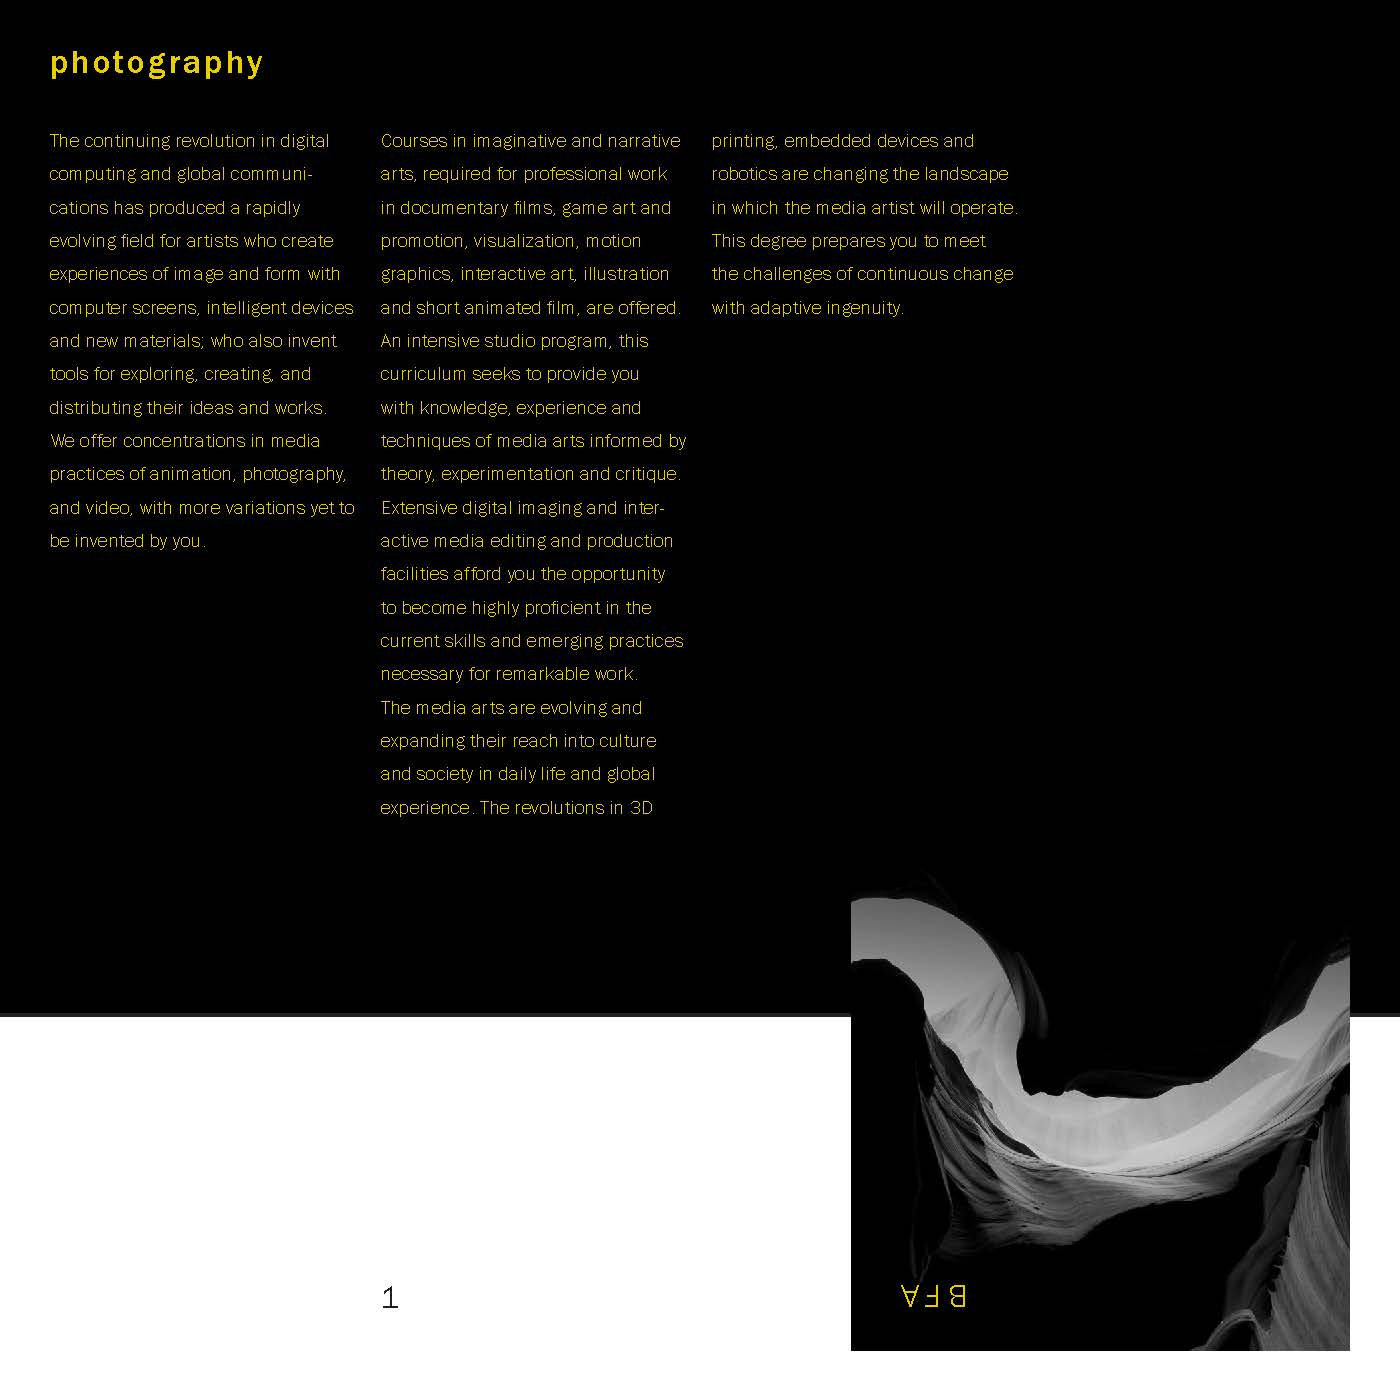 photography
The continuing revolution in digital
computing and global communi-
cations has produced a rapidly
evolving field for artists who create
experiences of image and form with
computer screens, intelligent devices
and new materials; who also invent
tools for exploring, creating, and
distributing their ideas and works.
We offer concentrations in media
practices of animation, photography,
and video, with more variations yet to
be invented by you.
Courses in imaginative and narrative
arts, required for professional work
in documentary films, game art and
promotion, visualization, motion
graphics, interactive art, illustration
and short animated film, are offered.
An intensive studio program, this
curriculum seeks to provide you
with knowledge, experience and
techniques of media arts informed by
theory, experimentation and critique.
Extensive digital imaging and inter-
active media editing and production
facilities afford you the opportunity
to become highly proficient in the
current skills and emerging practices
necessary for remarkable work.
The media arts are evolving and
expanding their reach into culture
and society in daily life and global
experience. The revolutions in 3D
printing, embedded devices and
robotics are changing the landscape
in which the media artist will operate.
This degree prepares you to meet
the challenges of continuous change
with adaptive ingenuity.
1
BFA